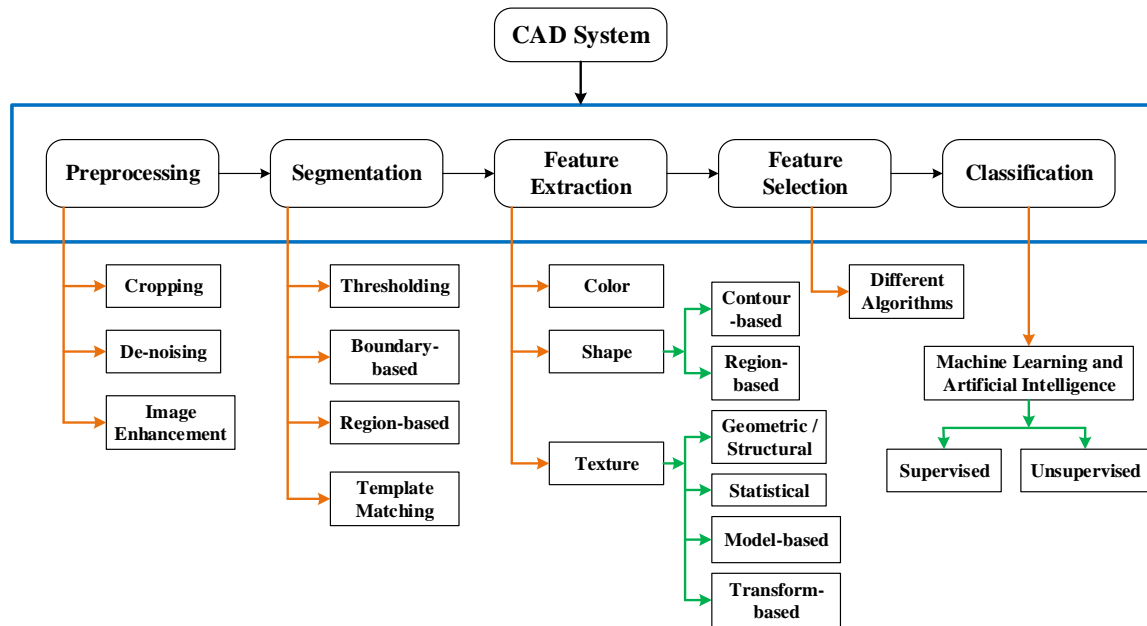 CAD System
Preprocessing
Segmentation
Feature
Extraction
Feature
Selection
Classification
Cropping
De-noising
Image
Enhancement
Thresholding
Boundary-
based
Region-based
Template
Matching
Color
Shape
Texture
Contour
-based
Region-
based
Geometric /
Structural
Statistical
Model-based
Transform-
based
Different
Algorithms
Machine Learning and
Artificial Intelligence
Supervised
Unsupervised